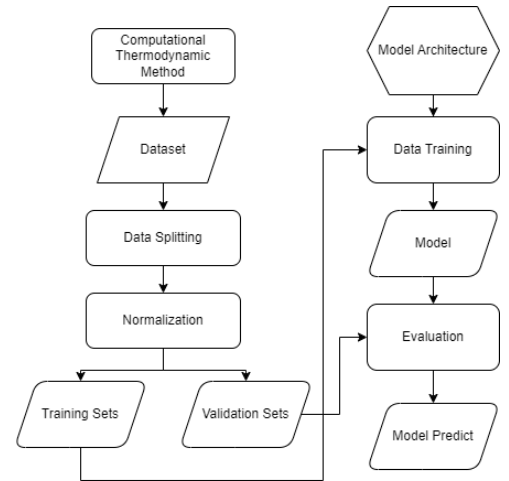 Computational
Thermodynamic
Method
Dataset
Data Splitting
Normalization
Training Sets
Validation Sets
Model Architecture
Data Training
Model
Evaluation
Model Predict